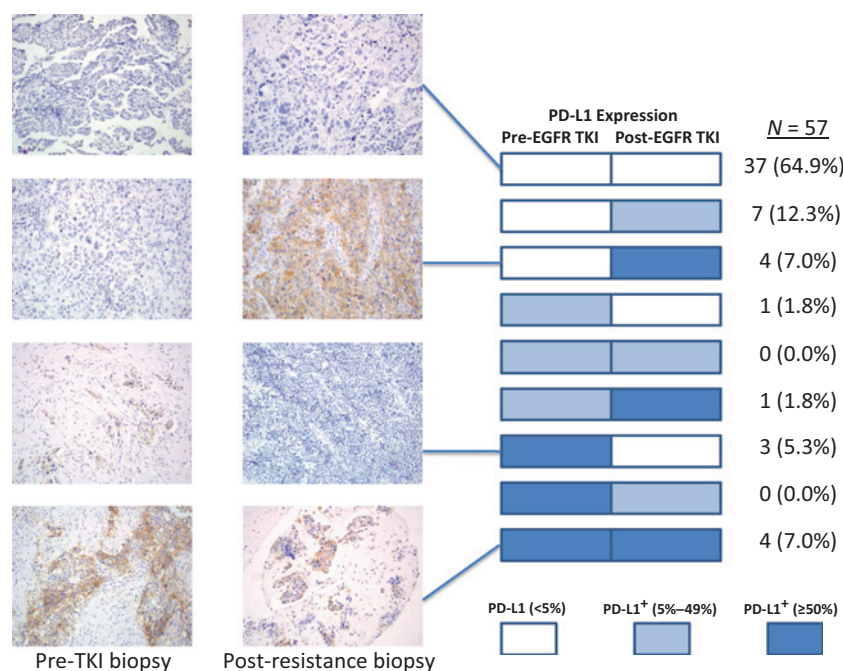 PD-L1 Expression
Pre-EGFR TKI Post-EGFR TKI
N = 57
37 (64.9%)
7 (12.3%)
4 (7.0%)
1 (1.8%)
0 (0.0%)
1 (1.8%)
3 (5.3%)
0 (0.0%)
4 (7.0%)
PD-L1 (<5%) PD-L1⁺ (5%–49%) PD-L1⁺ (≥50%)
Pre-TKI biopsy Post-resistance biopsy